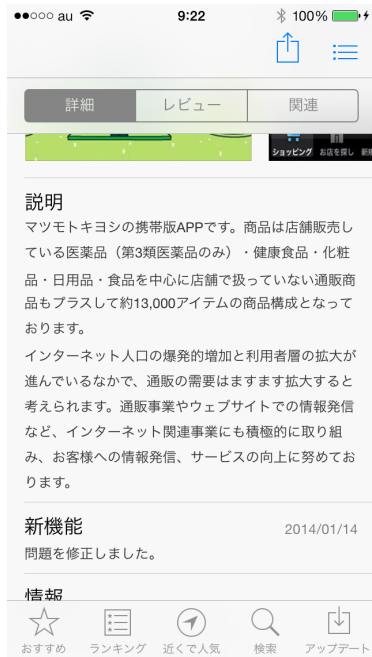 au 9:22 100%
詳細 レビュー 関連
ショッピング お店を探し 新規
説明
マツモトキヨシの携帯版APPです。商品は店舗販売し
ている医薬品（第3類医薬品のみ）・健康食品・化粧
品・日用品・食品を中心に店舗で扱っていない通販商
品もプラスして約13,000アイテムの商品構成となって
おります。
インターネット人口の爆発的増加と利用者層の拡大が
進んでいるなかで、通販の需要はますます拡大すると
考えられます。通販事業やウェブサイトでの情報発信
など、インターネット関連事業にも積極的に取り組
み、お客様への情報発信、サービスの向上に努めてお
ります。
新機能 2014/01/14
問題を修正しました。
情報
おすすめ ランキング 近くで人気 検索 アップデート